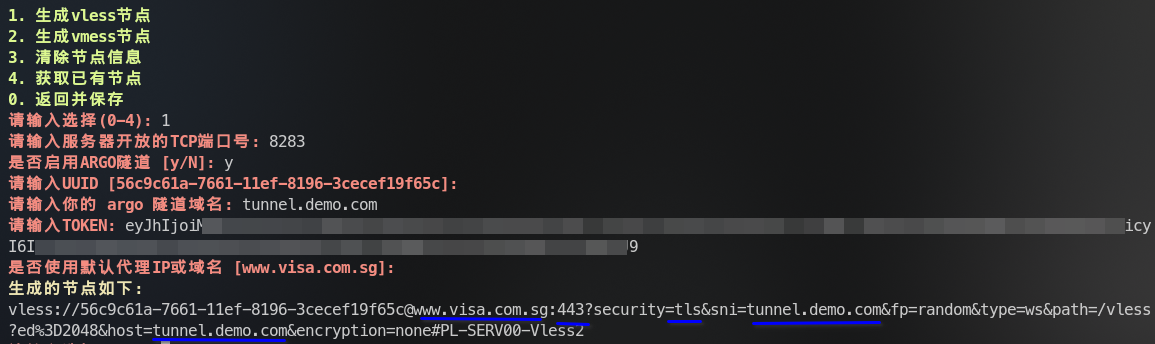 1. 生成vless节点
2. 生成vmess节点
3. 清除节点信息
4. 获取已有节点
0. 返回并保存
请输入选择(0-4): 1
请输入服务器开放的TCP端口号: 8283
是否启用ARGO隧道 [y/N]: y
请输入UUID [56c9c61a-7661-11ef-8196-3cecef19f65c]:
请输入你的 argo 隧道域名: tunnel.demo.com
请输入TOKEN: eyJhIjoiM icy
I6I J9
是否使用默认代理IP或域名 [www.visa.com.sg]:
生成的节点如下:
vless://56c9c61a-7661-11ef-8196-3cecef19f65c@www.visa.com.sg:443?security=tls&sni=tunnel.demo.com&fp=random&type=ws&path=/vless
?ed%3D2048&host=tunnel.demo.com&encryption=none#PL-SERV00-Vless2